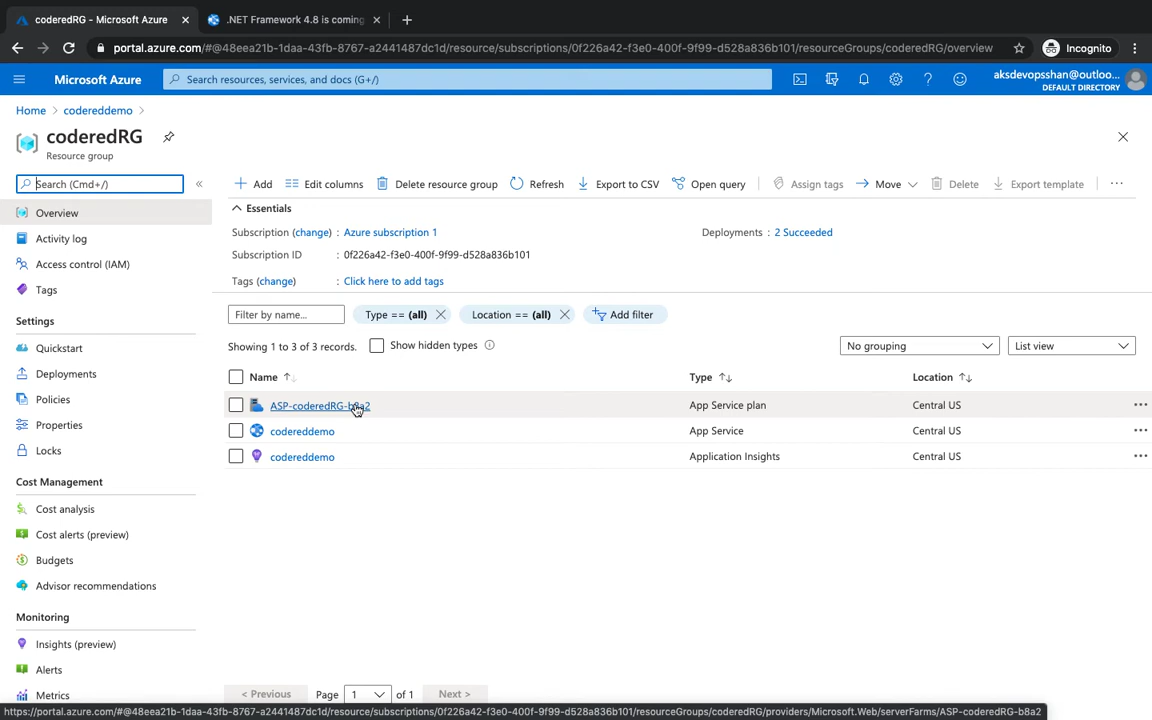 coderedRG - Microsoft Azure
.NET Framework 4.8 is coming
portal.azure.com/#@48eea21b-1daa-43fb-8767-a2441487dc1d/resource/subscriptions/0f226a42-f3e0-400f-9f99-d528a836b101/resourceGroups/coderedRG/overview
Incognito
Microsoft Azure
Search resources, services, and docs (G+/)
aksdevopsshan@outloo...
DEFAULT DIRECTORY
Home > codereddemo >
coderedRG
Resource group
Search (Cmd+/)
Overview
Activity log
Access control (IAM)
Tags
Settings
Quickstart
Deployments
Policies
Properties
Locks
Cost Management
Cost analysis
Cost alerts (preview)
Budgets
Advisor recommendations
Monitoring
Insights (preview)
Alerts
Metrics
Add Edit columns Delete resource group Refresh Export to CSV Open query Assign tags Move Delete Export template ...
Essentials
Subscription (change) : Azure subscription 1
Deployments : 2 Succeeded
Subscription ID : 0f226a42-f3e0-400f-9f99-d528a836b101
Tags (change) : Click here to add tags
Filter by name... Type == (all) Location == (all) Add filter
Showing 1 to 3 of 3 records. Show hidden types
No grouping List view
Name Type Location
ASP-coderedRG-b8a2 App Service plan Central US
codereddemo App Service Central US
codereddemo Application Insights Central US
< Previous Page 1 of 1 Next >
https://portal.azure.com/#@48eea21b-1daa-43fb-8767-a2441487dc1d/resource/subscriptions/0f226a42-f3e0-400f-9f99-d528a836b101/resourceGroups/coderedRG/providers/Microsoft.Web/serverFarms/ASP-coderedRG-b8a2